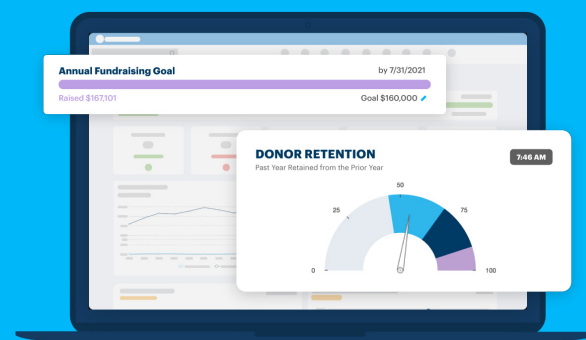 Annual Fundraising Goal by 7/31/2021
Raised $167,101 Goal $160,000
DONOR RETENTION 7:46 AM
Past Year Retained from the Prior Year
50
25 75
0 100